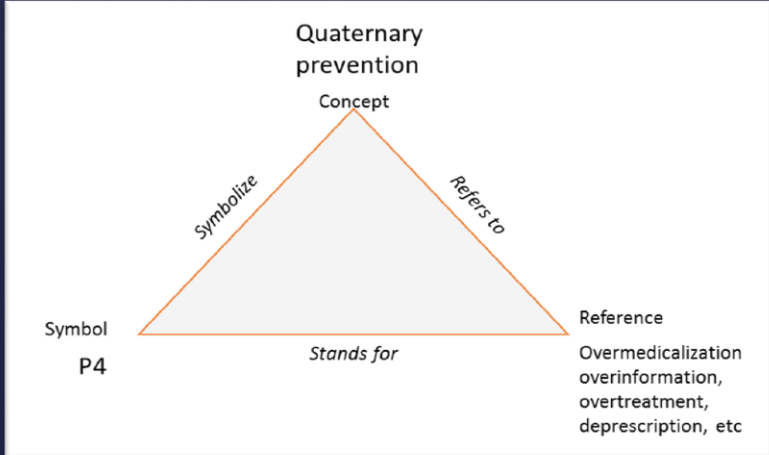 Quaternary
prevention
Concept
Symbolize
Refers to
Symbol
P4
Stands for
Reference
Overmedicalization
overinformation,
overtreatment,
deprescription, etc